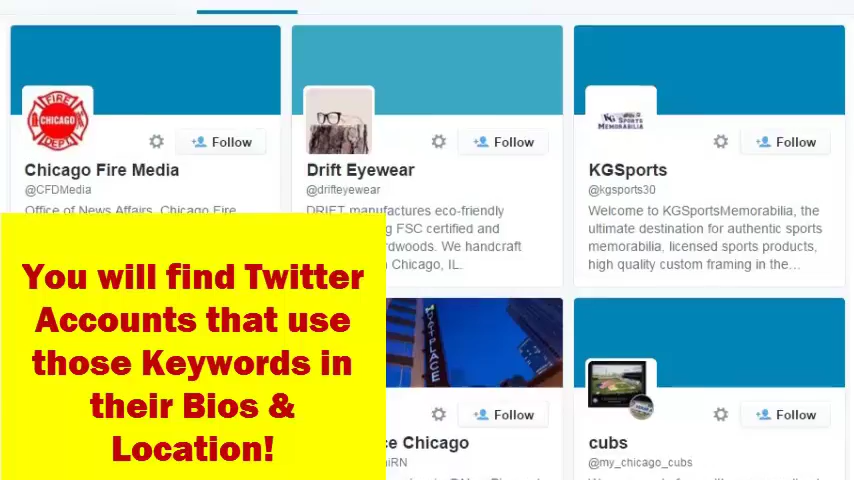 FIRE
CHICAGO
DEPT
Follow
Chicago Fire Media
@CFDMedia
Office of News Affairs, Chicago Fire
Follow
Drift Eyewear
@drifteyewear
DRIFT manufactures eco-friendly
g FSC certified and
rdwoods. We handcraft
Chicago, IL.
KG SPORTS
MEMORABILIA
Follow
KGSports
@kgsports30
Welcome to KGSportsMemorabilia, the
ultimate destination for authentic sports
memorabilia, licensed sports products,
high quality custom framing in the...
You will find Twitter
Accounts that use
those Keywords in
their Bios &
Location!
Follow
ce Chicago
iRN
Follow
cubs
@my_chicago_cubs